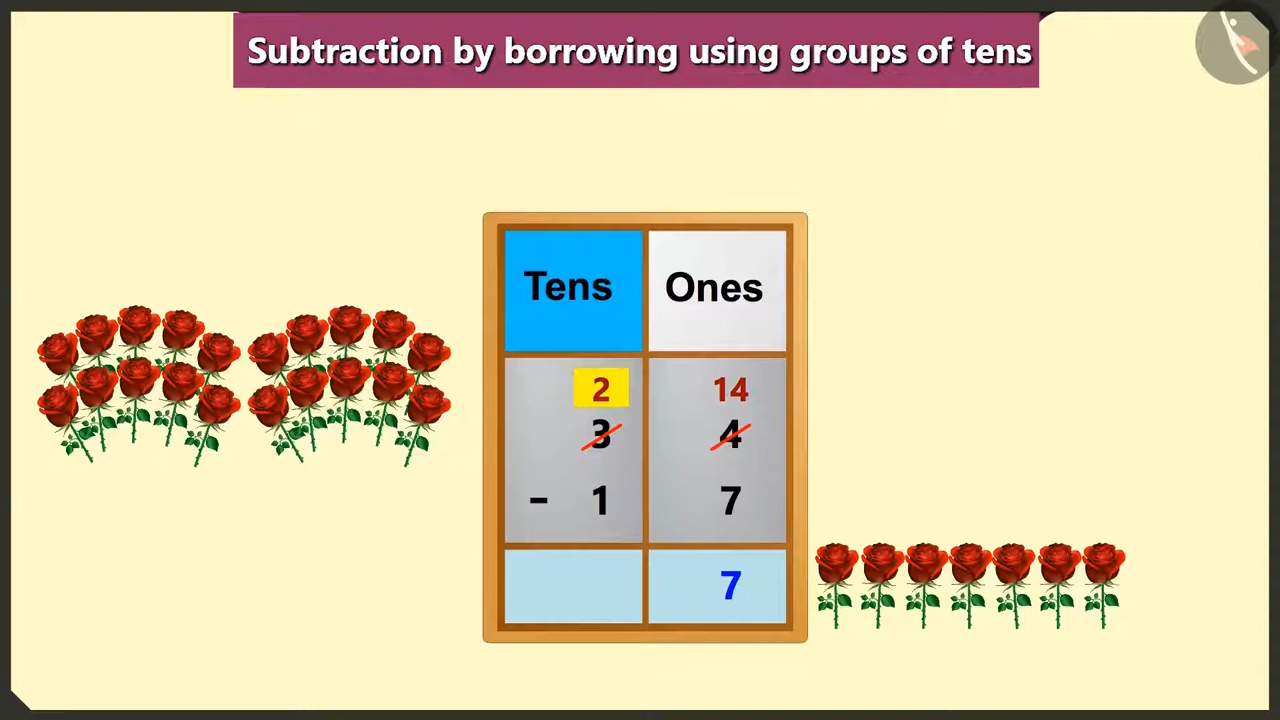 Subtraction by borrowing using groups of tens
Tens Ones
2 14
3 4
- 1 7
7